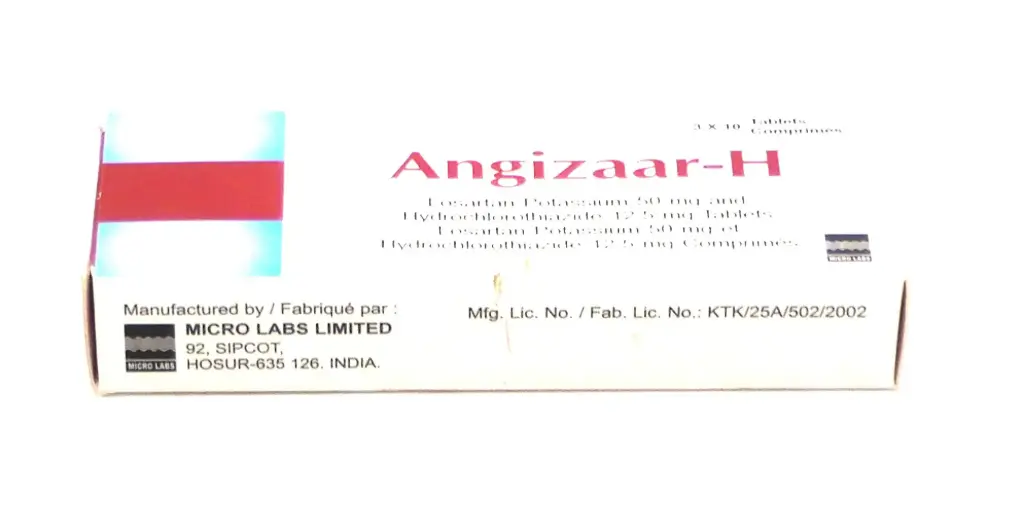 3 X 10 Tablets
Comprimés
Angizaar-H
Losartan Potassium 50 mg and
Hydrochlorothiazide 12.5 mg Tablets
Losartan Potassium 50 mg et
Hydrochlorothiazide 12.5 mg Comprimés
MICRO LABS
Manufactured by / Fabriqué par :
MICRO LABS LIMITED
92, SIPCOT,
HOSUR-635 126. INDIA.
MICRO LABS
Mfg. Lic. No. / Fab. Lic. No.: KTK/25A/502/2002